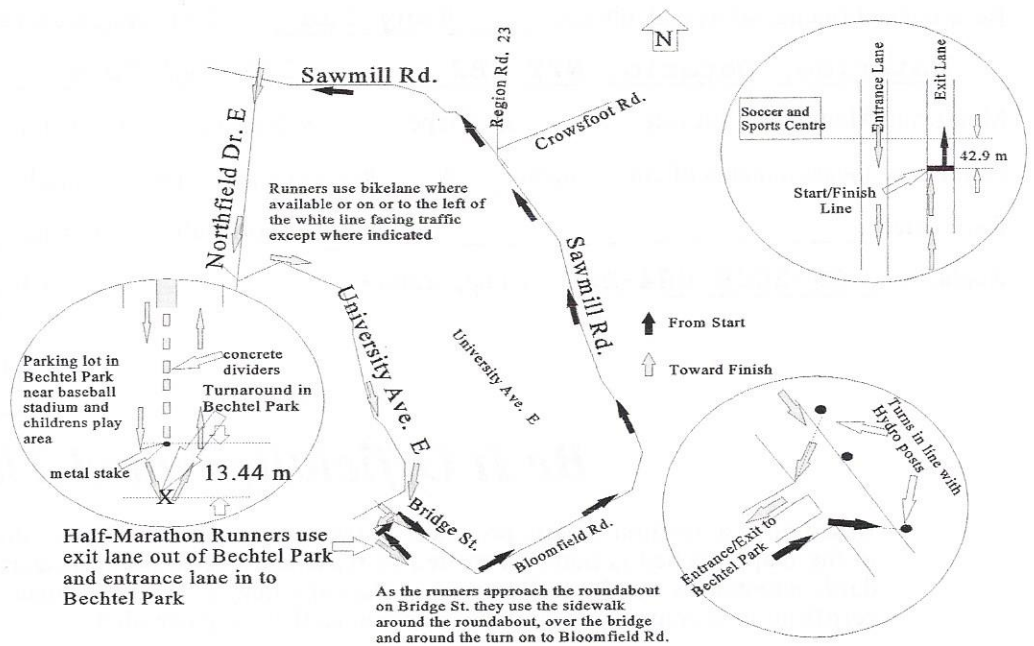 N
Region Rd. 23
Sawmill Rd.
Crowsfoot Rd.
Northfield Dr. E
Runners use bikelane where
available or on or to the left of
the white line facing traffic
except where indicated
Entrance Lane
Exit Lane
Soccer and
Sports Centre
42.9 m
Start/Finish
Line
University Ave. E
Sawmill Rd.
University Ave. E
From Start
Toward Finish
Parking lot in
Bechtel Park
near baseball
stadium and
childrens play
area
concrete
dividers
Turnaround in
Bechtel Park
metal stake
X
13.44 m
Turns in line with
Hydro posts
Entrance/Exit to
Bechtel Park
Bridge St.
Bloomfield Rd.
Half-Marathon Runners use
exit lane out of Bechtel Park
and entrance lane in to
Bechtel Park
As the runners approach the roundabout
on Bridge St. they use the sidewalk
around the roundabout, over the bridge
and around the turn on to Bloomfield Rd.